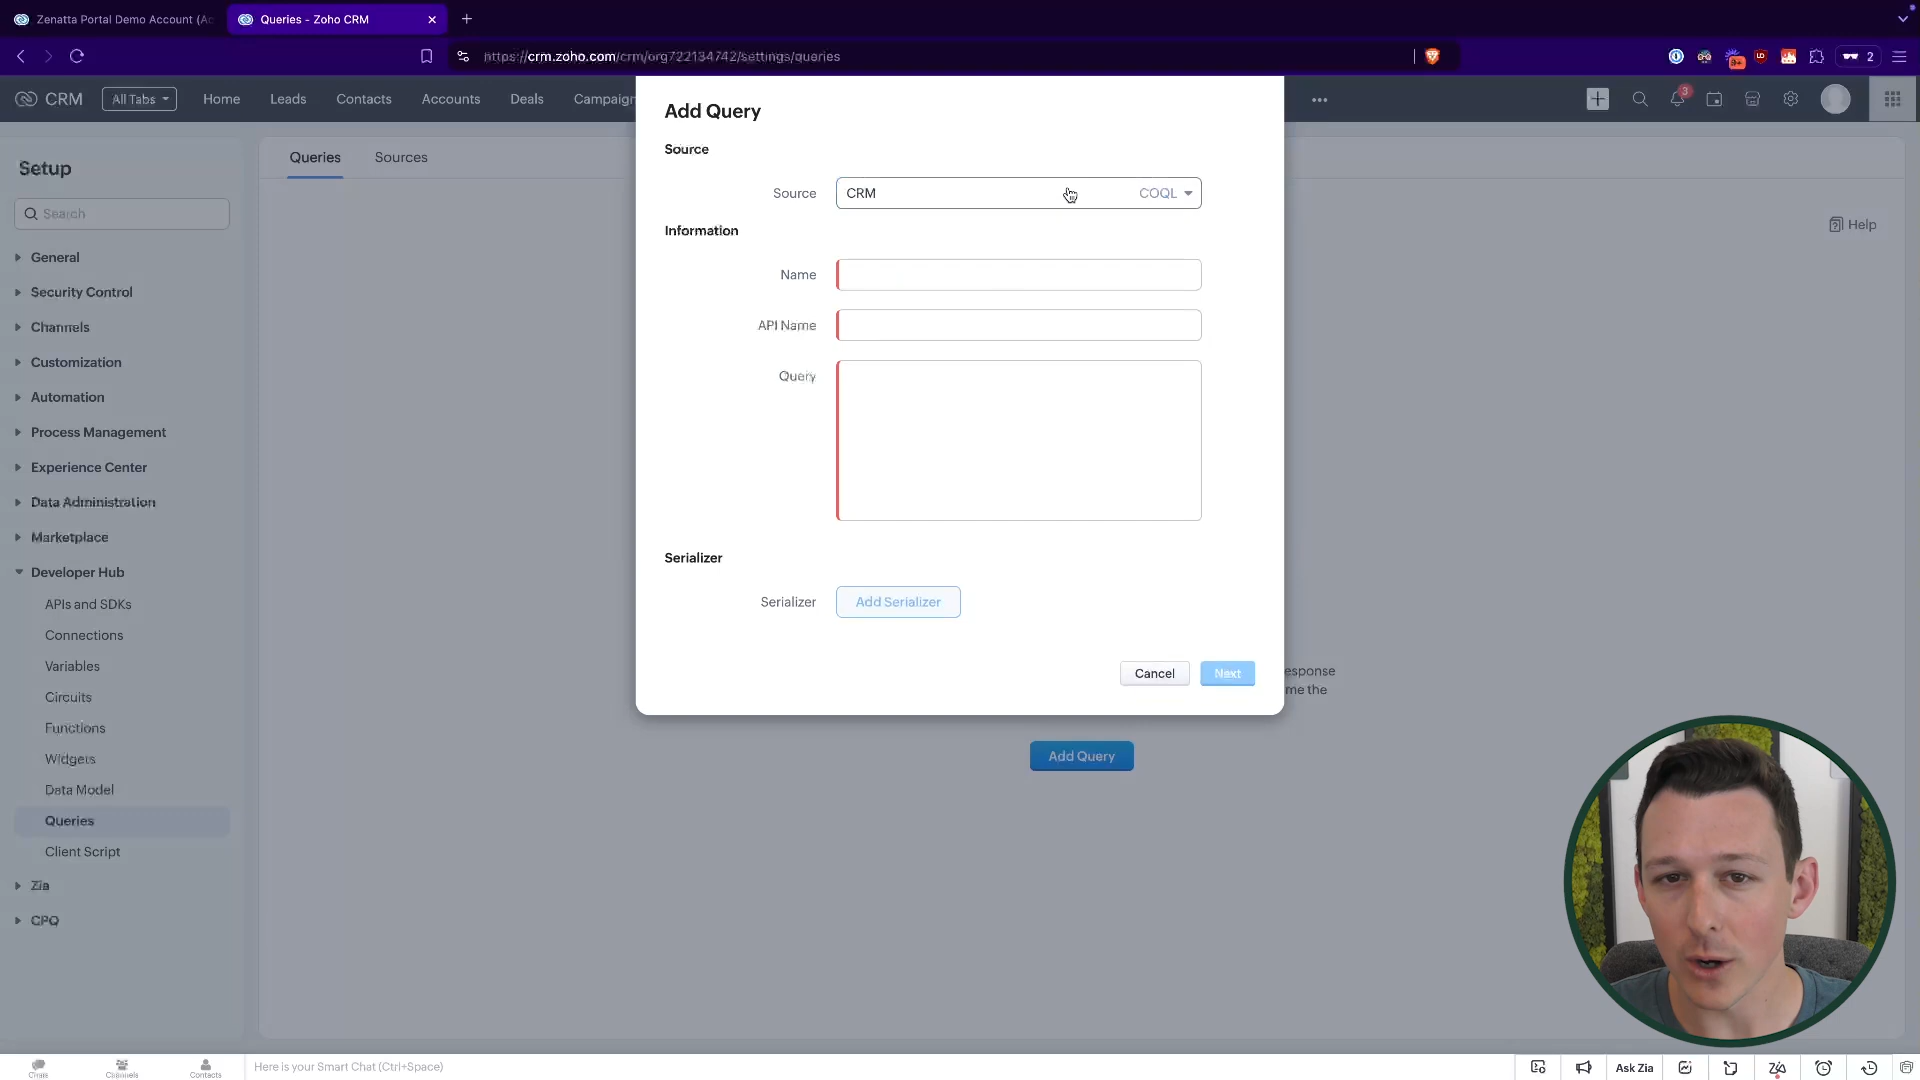 Zenatta Portal Demo Account (Ac
Queries - Zoho CRM
https://crm.zoho.com/crm/org722134742/settings/queries
2
CRM
All Tabs
Home
Leads
Contacts
Accounts
Deals
Campaign
3
Setup
Search
General
Security Control
Channels
Customization
Automation
Process Management
Experience Center
Data Administration
Marketplace
Developer Hub
APIs and SDKs
Connections
Variables
Circuits
Functions
Widgets
Data Model
Queries
Client Script
Zia
CPQ
Queries
Sources
Help
Add Query
Source
Source
CRM
COQL
Information
Name
API Name
Query
Serializer
Serializer
Add Serializer
Cancel
Next
esponse
me the
Add Query
Chats
Channels
Contacts
Here is your Smart Chat (Ctrl+Space)
Ask Zia